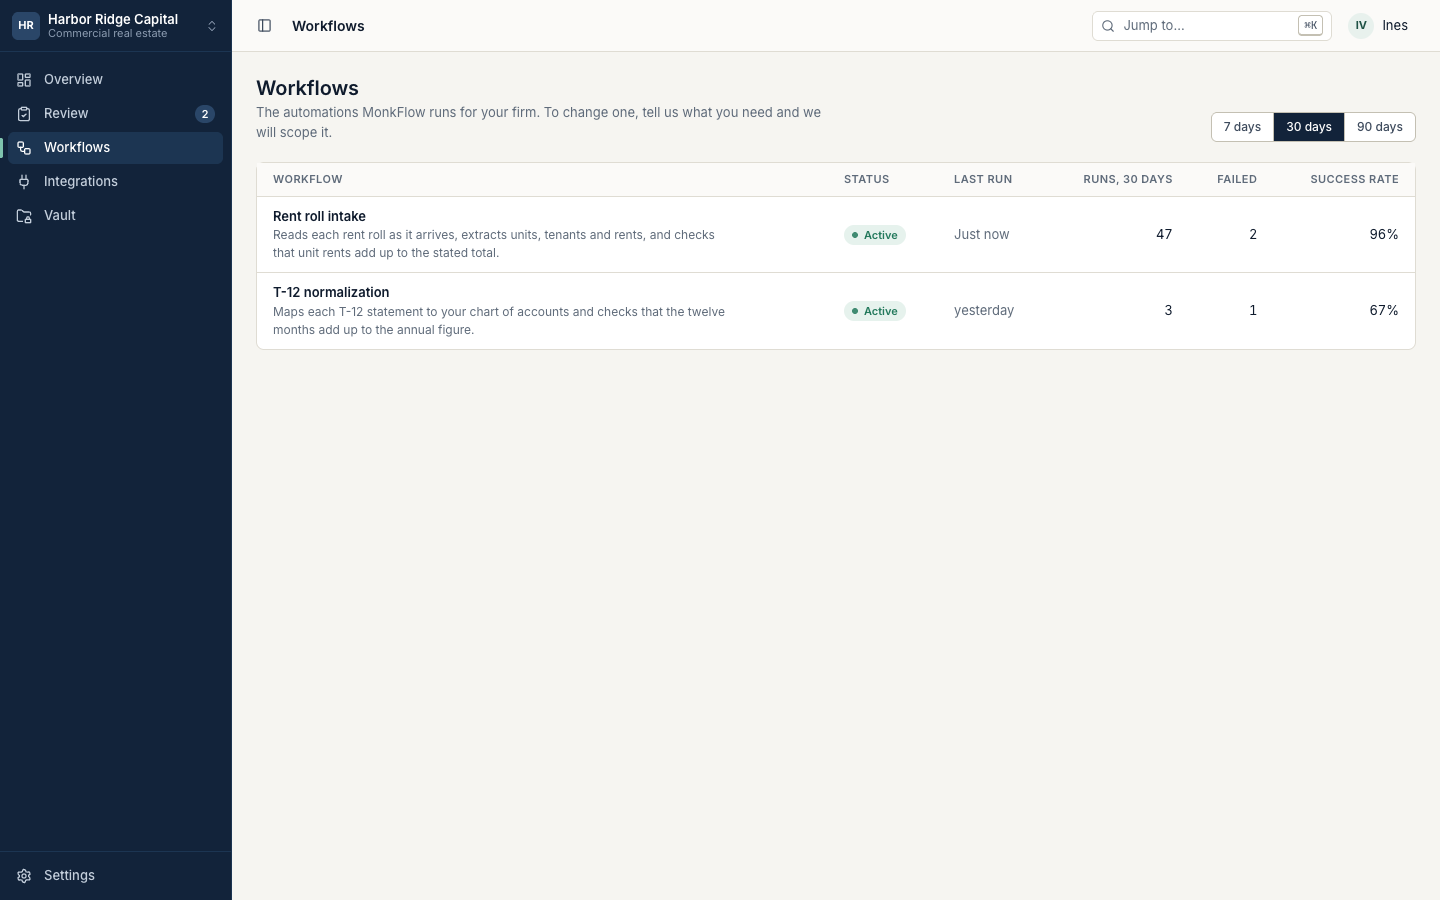 HR
Harbor Ridge Capital
Commercial real estate
Overview
Review 2
Workflows
Integrations
Vault
Settings
Workflows
Jump to...
⌘K
IV
Ines
Workflows
The automations MonkFlow runs for your firm. To change one, tell us what you need and we
will scope it.
7 days 30 days 90 days
WORKFLOW STATUS LAST RUN RUNS, 30 DAYS FAILED SUCCESS RATE
Rent roll intake
Reads each rent roll as it arrives, extracts units, tenants and rents, and checks
that unit rents add up to the stated total.
Active Just now 47 2 96%
T-12 normalization
Maps each T-12 statement to your chart of accounts and checks that the twelve
months add up to the annual figure.
Active yesterday 3 1 67%